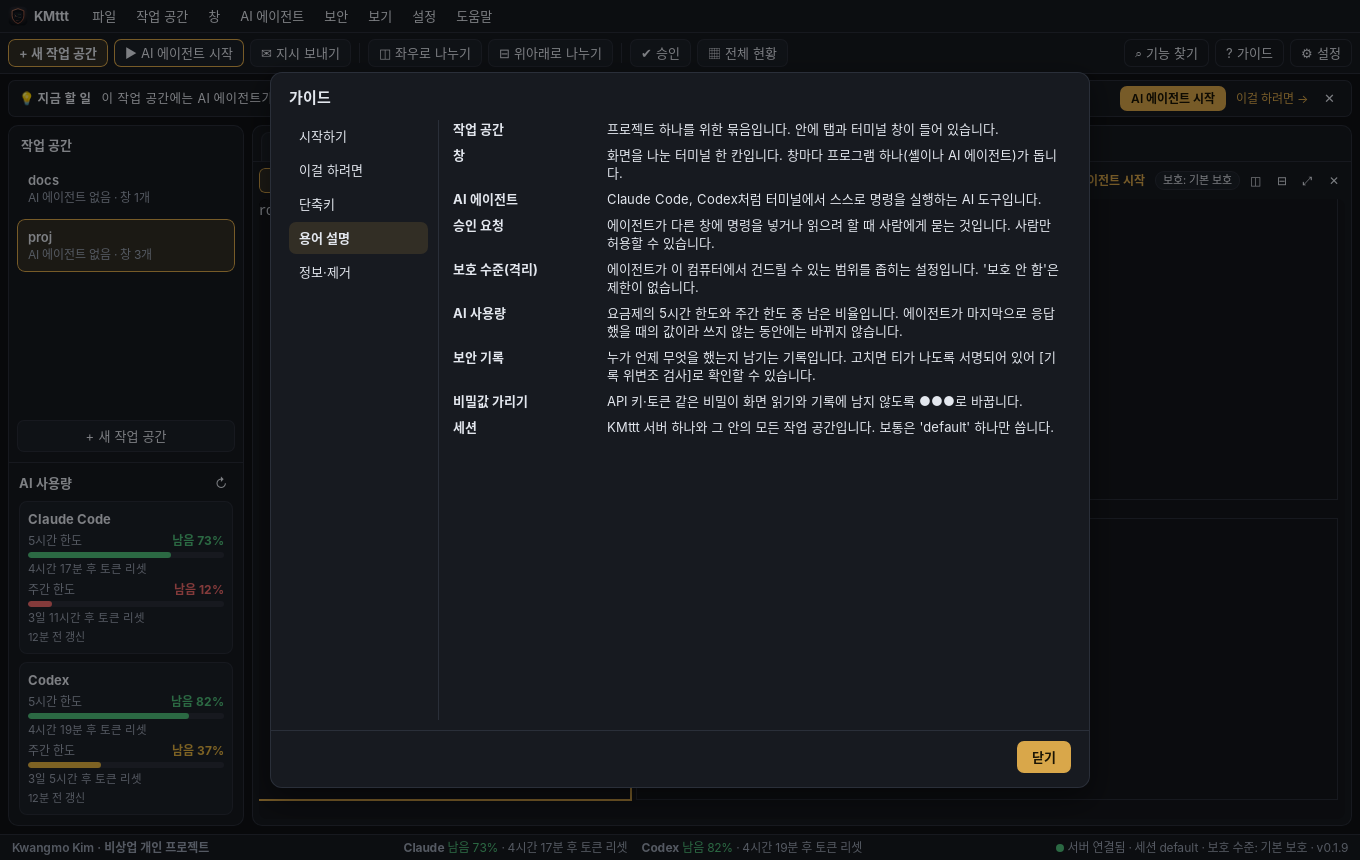 KMttt 파일 작업 공간 창 AI 에이전트 보안 보기 설정 도움말
+ 새 작업 공간 ▶ AI 에이전트 시작 ✉ 지시 보내기 ◫ 좌우로 나누기 ⊟ 위아래로 나누기 ✔ 승인 ▦ 전체 현황 ⌕ 기능 찾기 ? 가이드 ⚙ 설정
💡 지금 할 일 이 작업 공간에는 AI 에이전트가
AI 에이전트 시작 이걸 하려면 → ✕
작업 공간
docs
AI 에이전트 없음 · 창 1개
proj
AI 에이전트 없음 · 창 3개
+ 새 작업 공간
AI 사용량 ↻
Claude Code
5시간 한도 남음 73%
4시간 17분 후 토큰 리셋
주간 한도 남음 12%
3일 11시간 후 토큰 리셋
12분 전 갱신
Codex
5시간 한도 남음 82%
4시간 19분 후 토큰 리셋
주간 한도 남음 37%
3일 5시간 후 토큰 리셋
12분 전 갱신
이전트 시작 보호: 기본 보호 ◫ ⊟ ⤢ ✕
가이드
시작하기
이걸 하려면
단축키
용어 설명
정보·제거
작업 공간 프로젝트 하나를 위한 묶음입니다. 안에 탭과 터미널 창이 들어 있습니다.
창 화면을 나눈 터미널 한 칸입니다. 창마다 프로그램 하나(셸이나 AI 에이전트)가 돕니
다.
AI 에이전트 Claude Code, Codex처럼 터미널에서 스스로 명령을 실행하는 AI 도구입니다.
승인 요청 에이전트가 다른 창에 명령을 넣거나 읽으려 할 때 사람에게 묻는 것입니다. 사람만
허용할 수 있습니다.
보호 수준(격리) 에이전트가 이 컴퓨터에서 건드릴 수 있는 범위를 좁히는 설정입니다. '보호 안 함'은
제한이 없습니다.
AI 사용량 요금제의 5시간 한도와 주간 한도 중 남은 비율입니다. 에이전트가 마지막으로 응답
했을 때의 값이라 쓰지 않는 동안에는 바뀌지 않습니다.
보안 기록 누가 언제 무엇을 했는지 남기는 기록입니다. 고치면 티가 나도록 서명되어 있어 [기
록 위변조 검사]로 확인할 수 있습니다.
비밀값 가리기 API 키·토큰 같은 비밀이 화면 읽기와 기록에 남지 않도록 ●●●로 바꿉니다.
세션 KMttt 서버 하나와 그 안의 모든 작업 공간입니다. 보통은 'default' 하나만 씁니다.
닫기
Kwangmo Kim · 비상업 개인 프로젝트 Claude 남음 73% · 4시간 17분 후 토큰 리셋 Codex 남음 82% · 4시간 19분 후 토큰 리셋 ● 서버 연결됨 · 세션 default · 보호 수준: 기본 보호 · v0.1.9